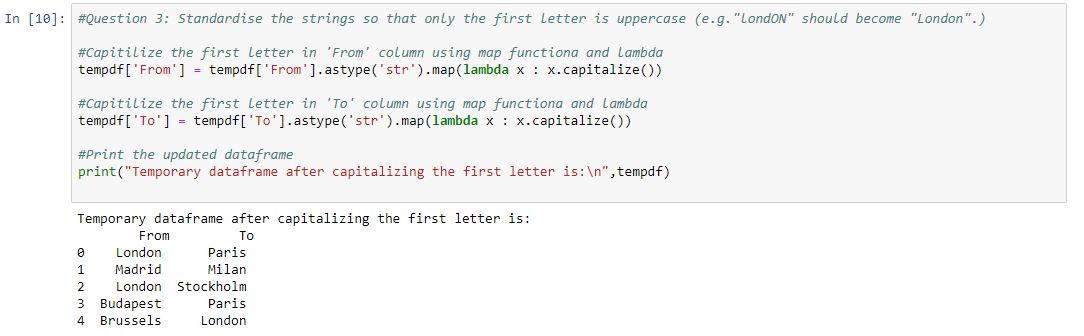 In [10]: #Question 3: Standardise the strings so that only the first letter is uppercase (e.g."londON" should become "London".)
#Capitilize the first letter in 'From' column using map functiona and lambda
tempdf['From'] = tempdf['From'].astype('str').map(lambda x : x.capitalize())
#Capitilize the first letter in 'To' column using map functiona and lambda
tempdf['To'] = tempdf['To'].astype('str').map(lambda x : x.capitalize())
#Print the updated dataframe
print("Temporary dataframe after capitalizing the first letter is:\n",tempdf)
Temporary dataframe after capitalizing the first letter is:
From To
0 London Paris
1 Madrid Milan
2 London Stockholm
3 Budapest Paris
4 Brussels London